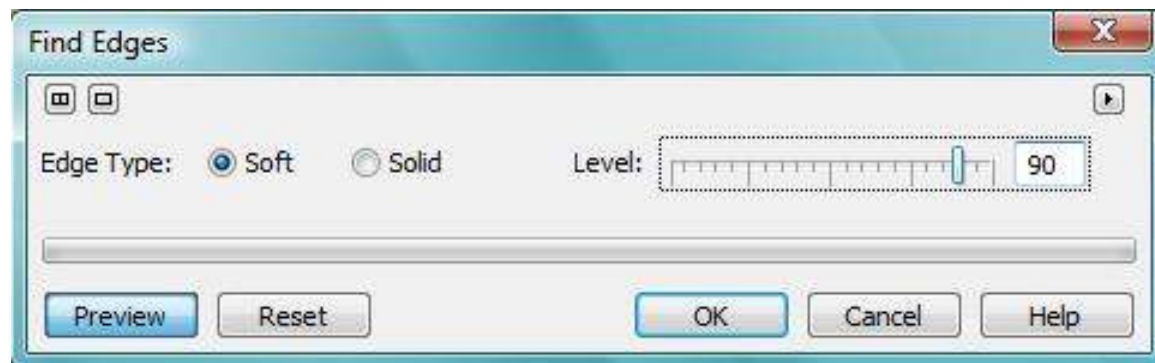 Find Edges
Edge Type: Soft Solid Level: 90
Preview Reset OK Cancel Help